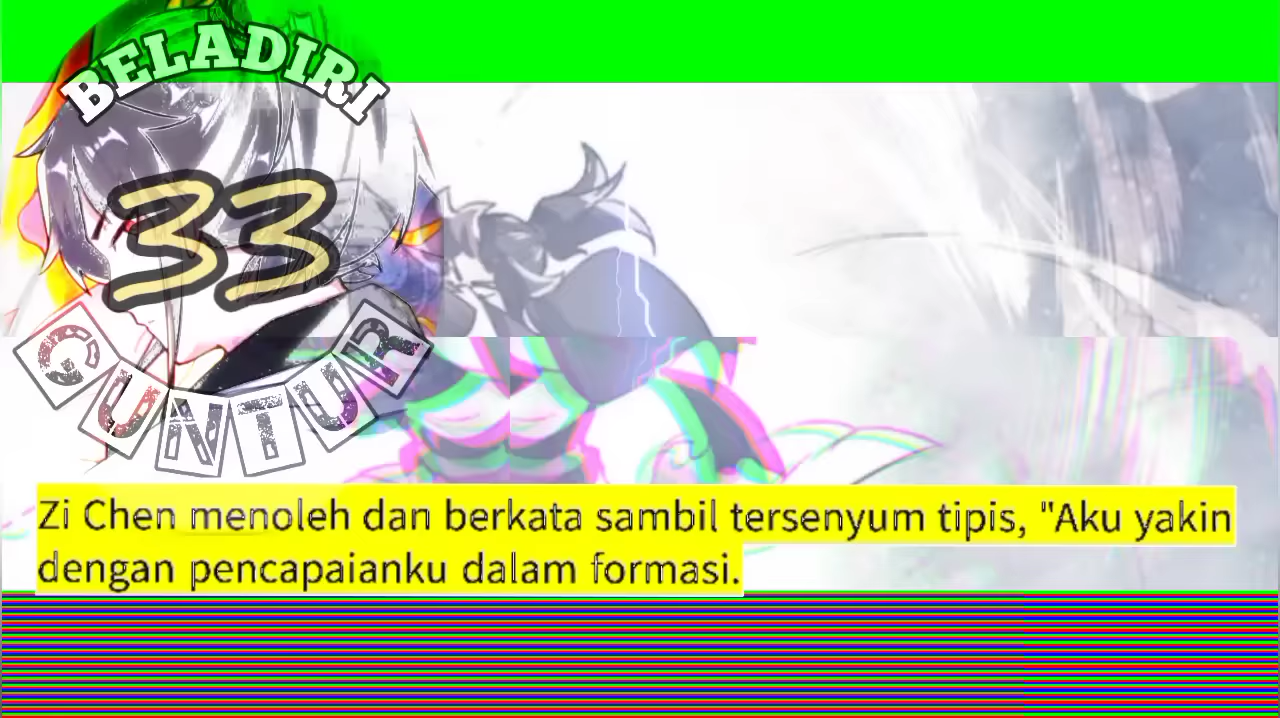 BELADIRI
33
GUNTUR
Zi Chen menoleh dan berkata sambil tersenyum tipis, "Aku yakin
dengan pencapaianku dalam formasi.